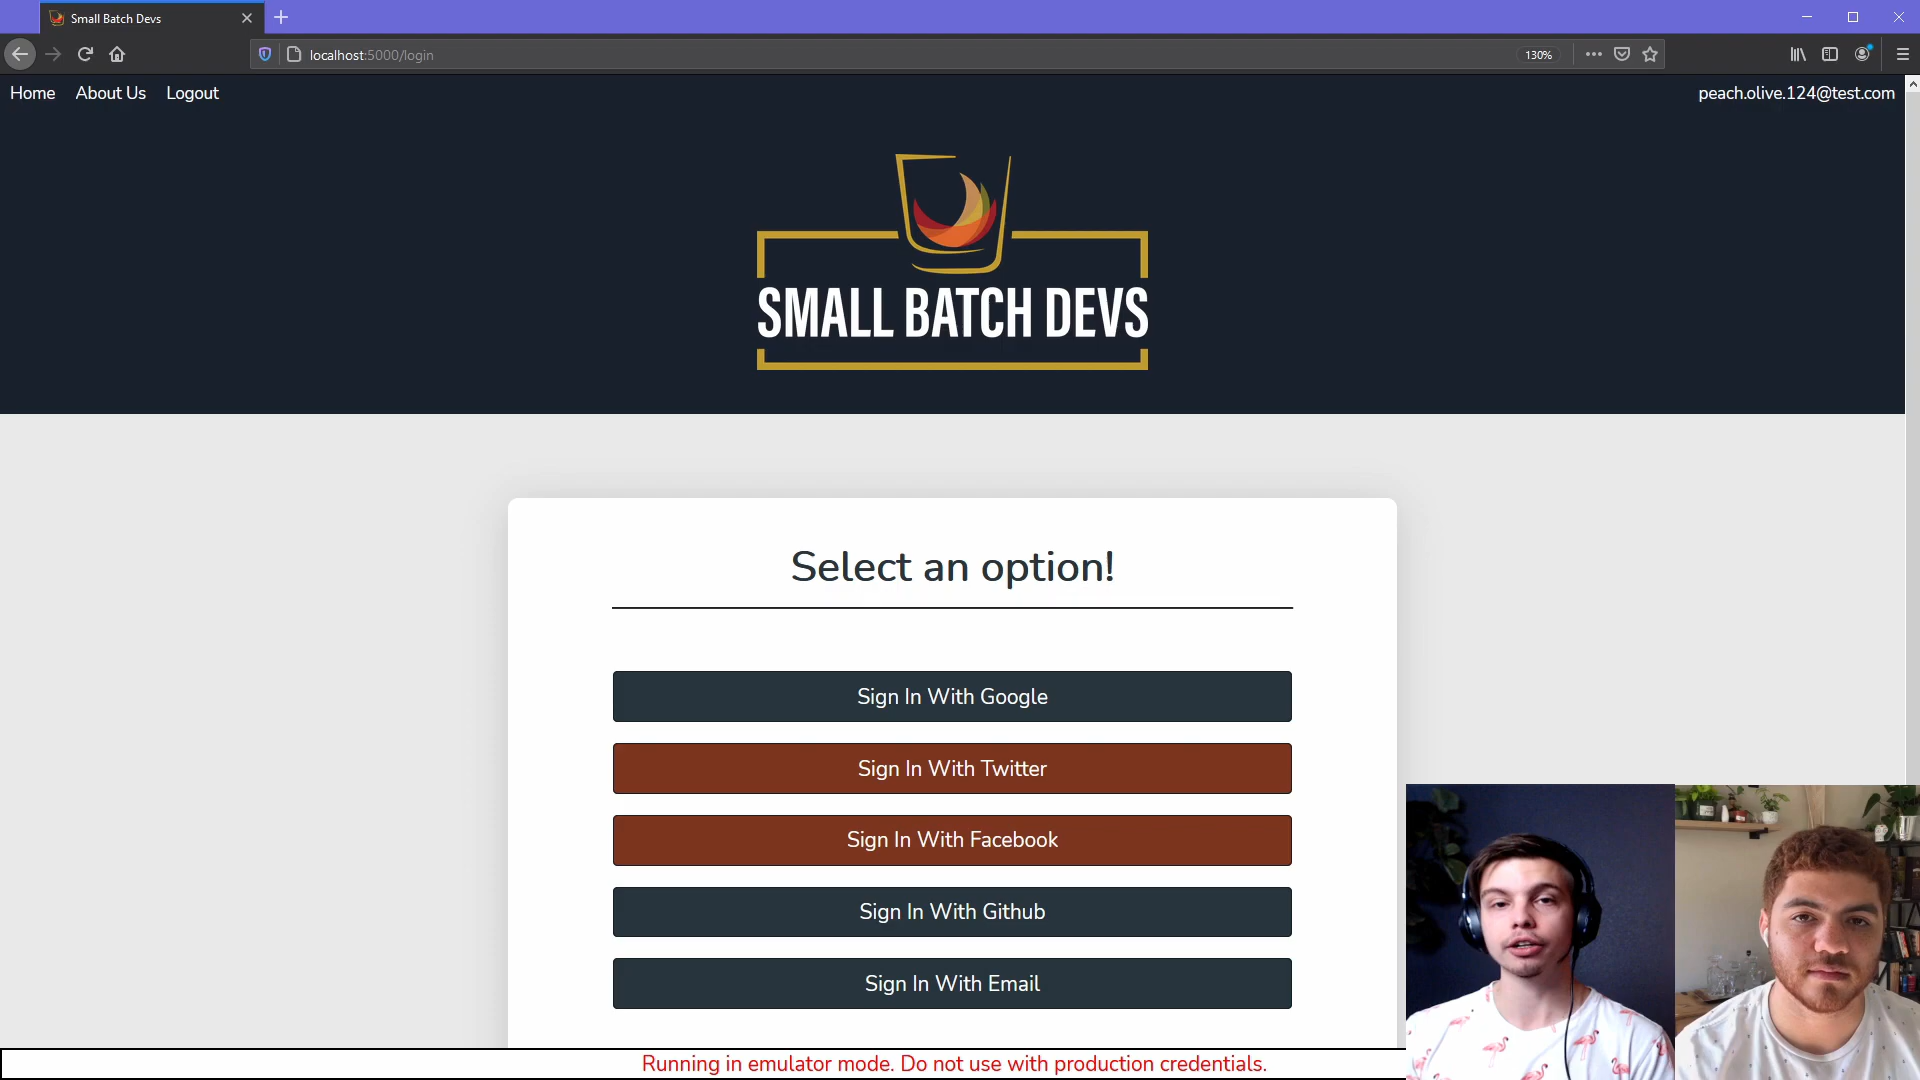 Small Batch Devs
localhost:5000/login
130%
Home About Us Logout
peach.olive.124@test.com
SMALL BATCH DEVS
Select an option!
Sign In With Google
Sign In With Twitter
Sign In With Facebook
Sign In With Github
Sign In With Email
Running in emulator mode. Do not use with production credentials.